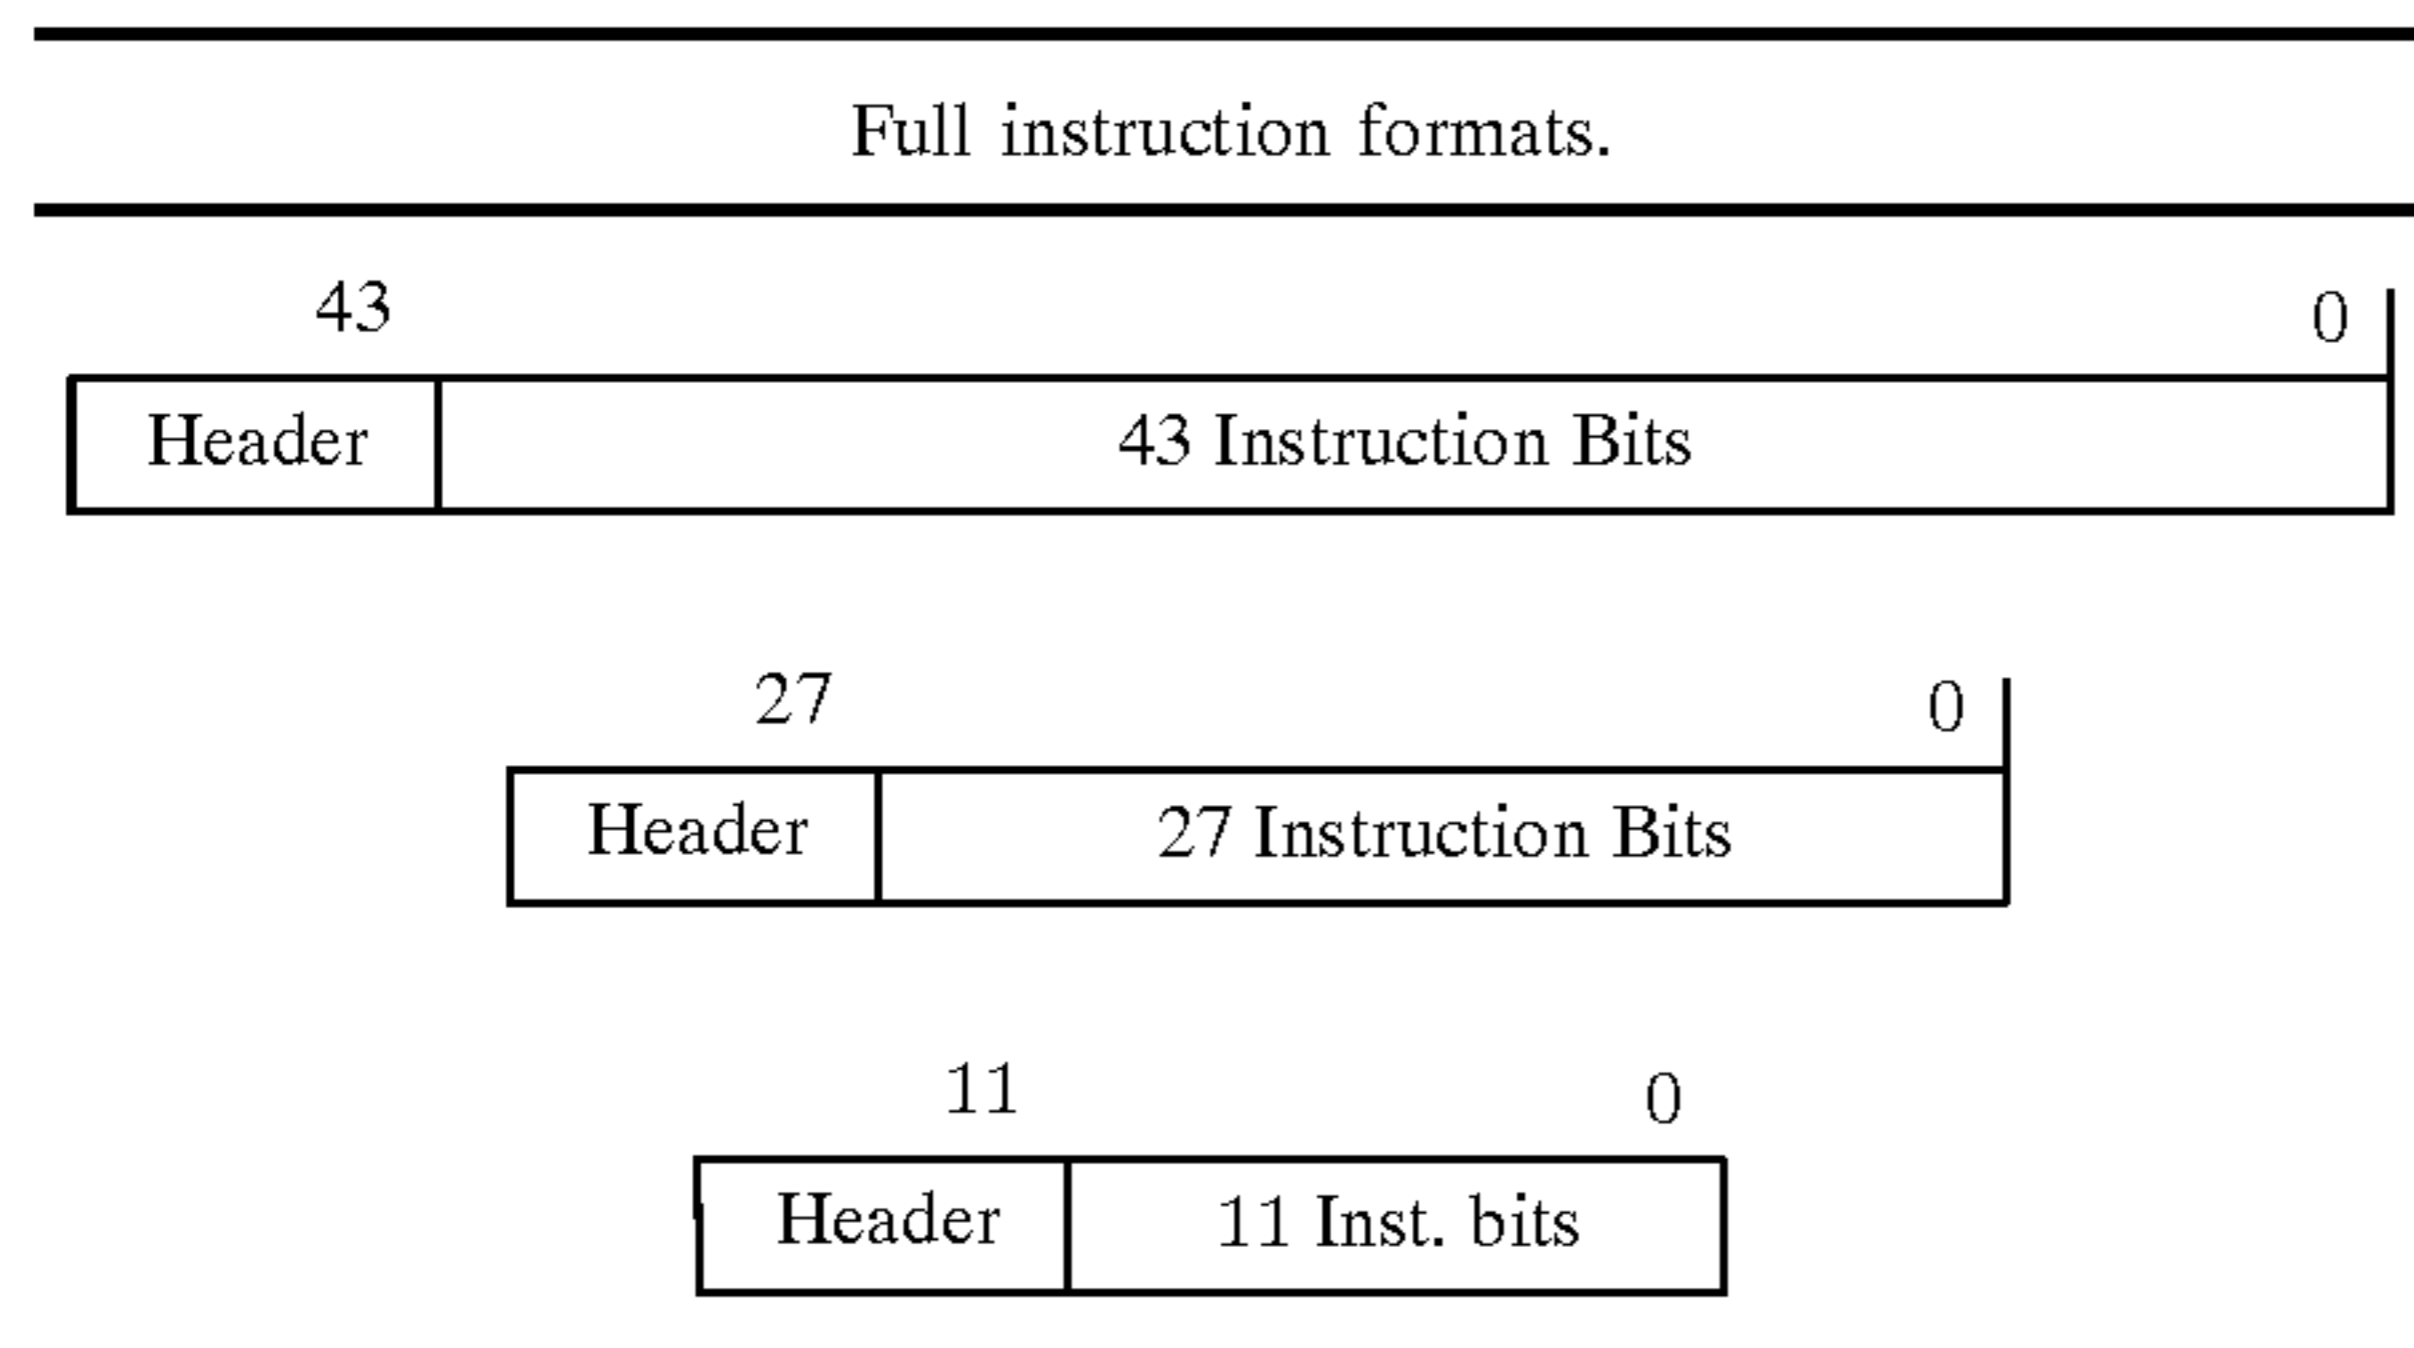 Full instruction formats.
43 0
Header 43 Instruction Bits
27 0
Header 27 Instruction Bits
11 0
Header 11 Inst. bits